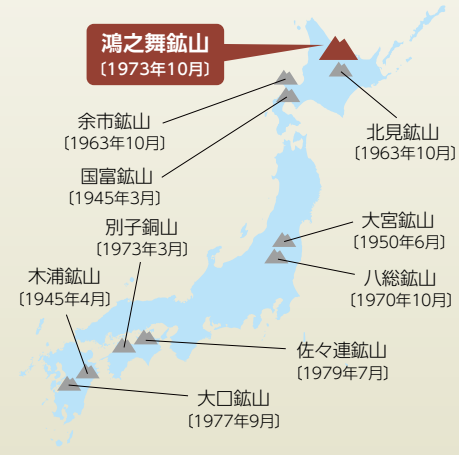 鴻之舞鉱山
〔1973年10月〕
余市鉱山
〔1963年10月〕
北見鉱山
〔1963年10月〕
国富鉱山
〔1945年3月〕
別子銅山
〔1973年3月〕
大宮鉱山
〔1950年6月〕
木浦鉱山
〔1945年4月〕
八総鉱山
〔1970年10月〕
佐々連鉱山
〔1979年7月〕
大口鉱山
〔1977年9月〕